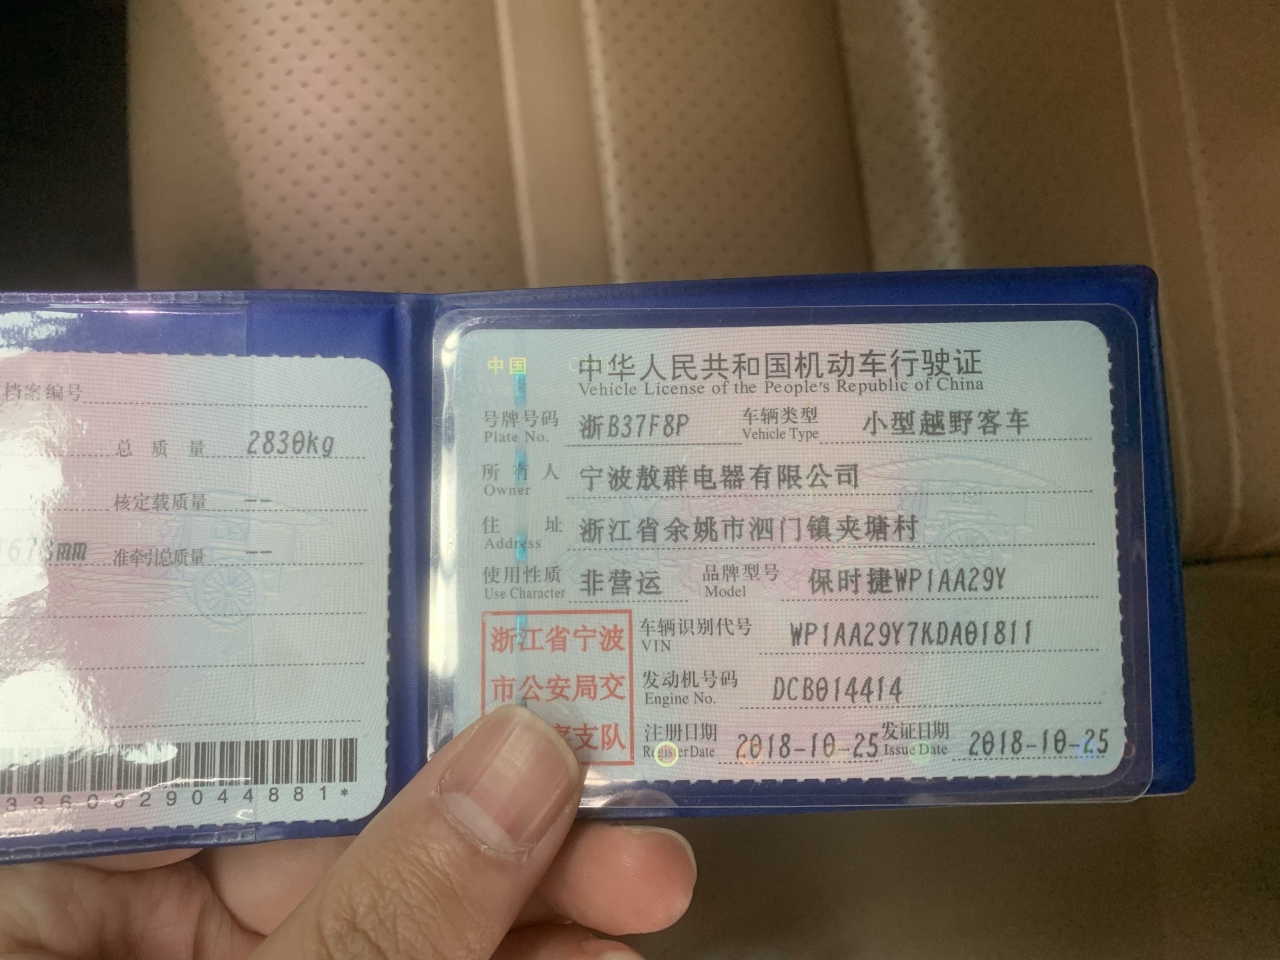 档案编号
总质量 2830kg
核定载质量 --
准牵引总质量 --
3360329044881*
中国
中华人民共和国机动车行驶证
Vehicle License of the People's Republic of China
号牌号码 浙B37F8P 车辆类型 小型越野客车
Plate No. Vehicle Type
所有人 宁波敖群电器有限公司
Owner
住址 浙江省余姚市泗门镇夹塘村
Address
使用性质 非营运 品牌型号 保时捷WP1AA29Y
Use Character Model
浙江省宁波
市公安局交
支队
车辆识别代号 WP1AA29Y7KDA01811
VIN
发动机号码 DCB014414
Engine No.
注册日期 2018-10-25 发证日期 2018-10-25
Register Date Issue Date